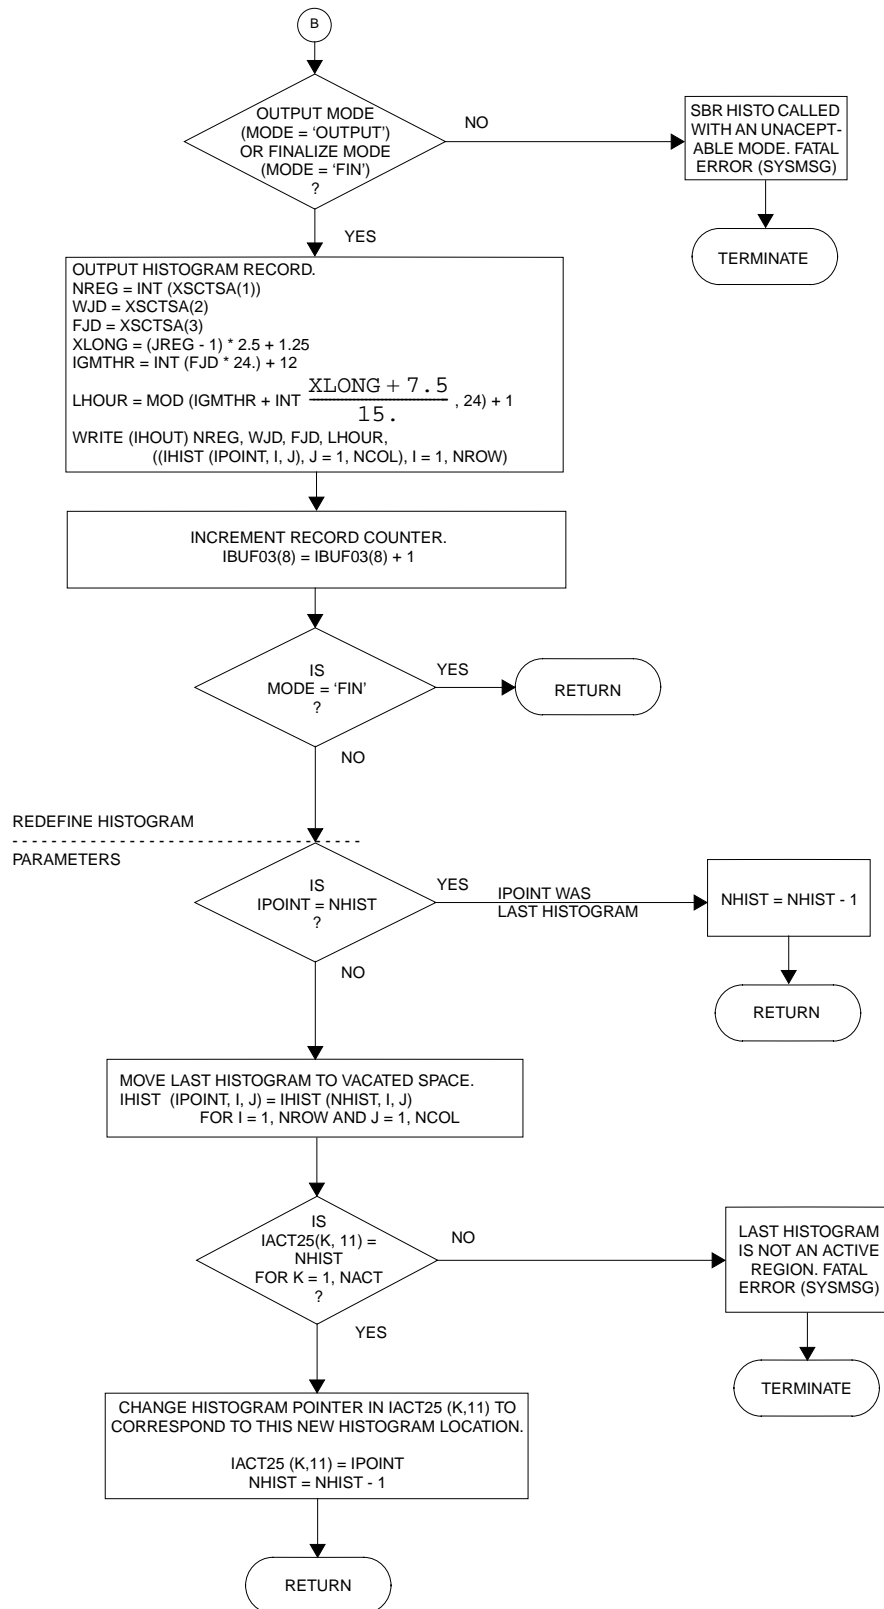 B
OUTPUT MODE
(MODE = ‘OUTPUT’)
OR FINALIZE MODE
(MODE = ‘FIN’)
?
NO
SBR HISTO CALLED
WITH AN UNACEPT-
ABLE MODE. FATAL
ERROR (SYSMSG)
TERMINATE
YES
OUTPUT HISTOGRAM RECORD.
NREG = INT (XSCTSA(1))
WJD = XSCTSA(2)
FJD = XSCTSA(3)
XLONG = (JREG - 1) * 2.5 + 1.25
IGMTHR = INT (FJD * 24.) + 12
LHOUR = MOD (IGMTHR + INT XLONG + 7.5 / 15. , 24) + 1
WRITE (IHOUT) NREG, WJD, FJD, LHOUR,
((IHIST (IPOINT, I, J), J = 1, NCOL), I = 1, NROW)
INCREMENT RECORD COUNTER.
IBUF03(8) = IBUF03(8) + 1
IS
MODE = ‘FIN’
?
YES
RETURN
NO
REDEFINE HISTOGRAM
PARAMETERS
IS
IPOINT = NHIST
?
YES
IPOINT WAS
LAST HISTOGRAM
NHIST = NHIST - 1
RETURN
NO
MOVE LAST HISTOGRAM TO VACATED SPACE.
IHIST (IPOINT, I, J) = IHIST (NHIST, I, J)
FOR I = 1, NROW AND J = 1, NCOL
IS
IACT25(K, 11) =
NHIST
FOR K = 1, NACT
?
NO
LAST HISTOGRAM
IS NOT AN ACTIVE
REGION. FATAL
ERROR (SYSMSG)
TERMINATE
YES
CHANGE HISTOGRAM POINTER IN IACT25 (K,11) TO
CORRESPOND TO THIS NEW HISTOGRAM LOCATION.
IACT25 (K,11) = IPOINT
NHIST = NHIST - 1
RETURN